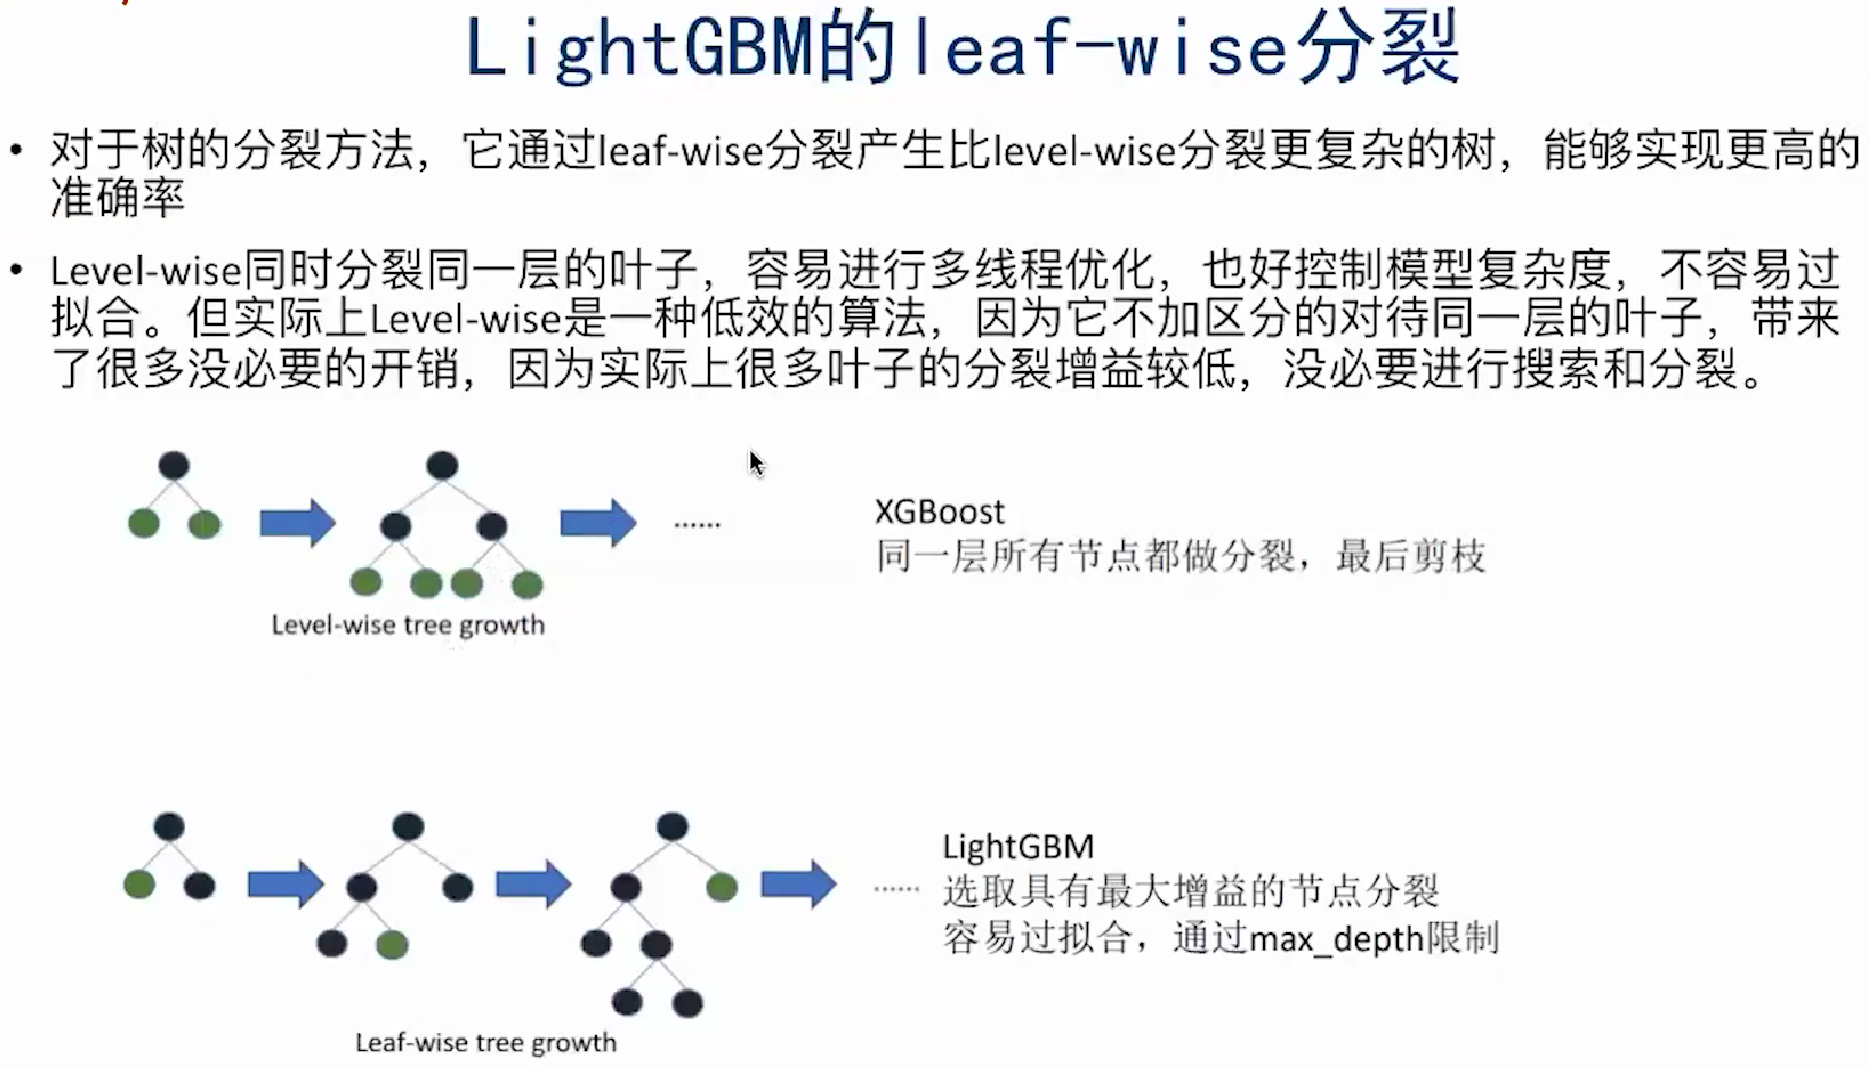 LightGBM的leaf-wise分裂
• 对于树的分裂方法，它通过leaf-wise分裂产生比level-wise分裂更复杂的树，能够实现更高的
准确率
• Level-wise同时分裂同一层的叶子，容易进行多线程优化，也好控制模型复杂度，不容易过
拟合。但实际上Level-wise是一种低效的算法，因为它不加区分的对待同一层的叶子，带来
了很多没必要的开销，因为实际上很多叶子的分裂增益较低，没必要进行搜索和分裂。
......
XGBoost
同一层所有节点都做分裂，最后剪枝
Level-wise tree growth
LightGBM
......
选取具有最大增益的节点分裂
容易过拟合，通过max_depth限制
Leaf-wise tree growth